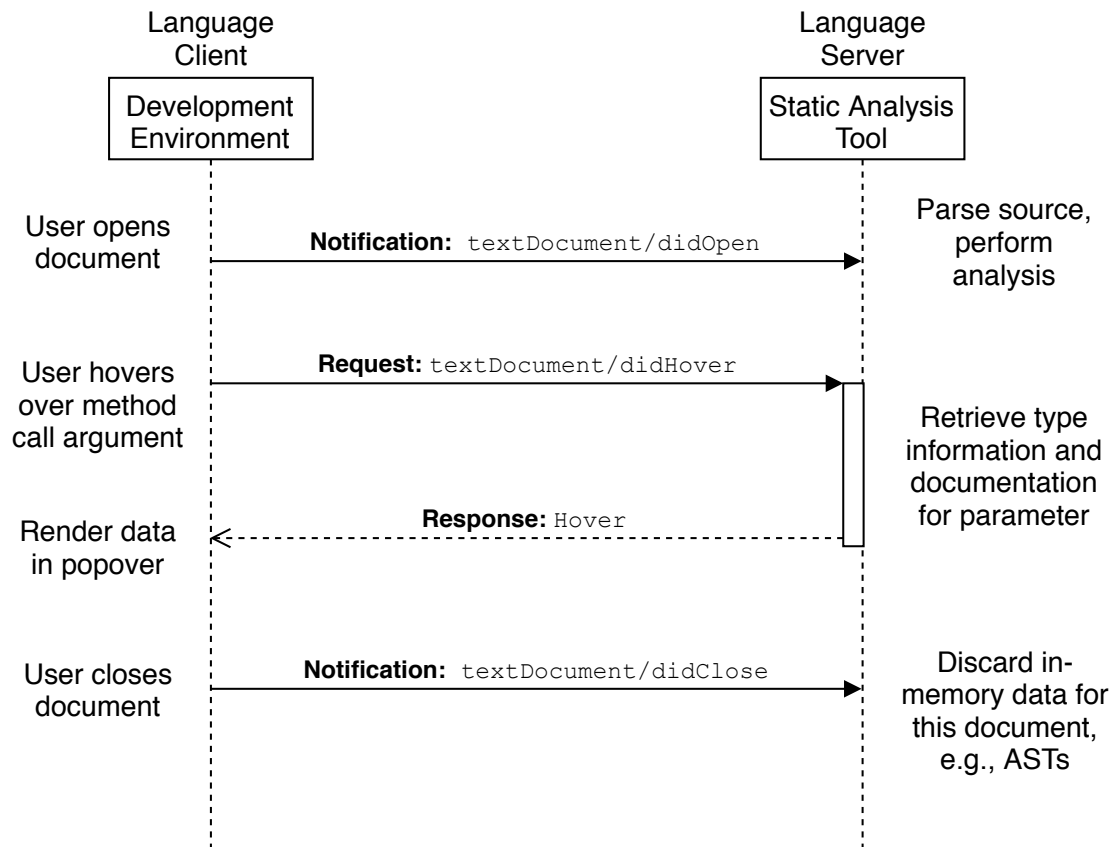 Language
Client
Language
Server
Development
Environment
Static Analysis
Tool
User opens
document
Notification: textDocument/didOpen
Parse source,
perform
analysis
User hovers
over method
call argument
Request: textDocument/didHover
Retrieve type
information and
documentation
for parameter
Response: Hover
Render data
in popover
User closes
document
Notification: textDocument/didClose
Discard in-
memory data for
this document,
e.g., ASTs